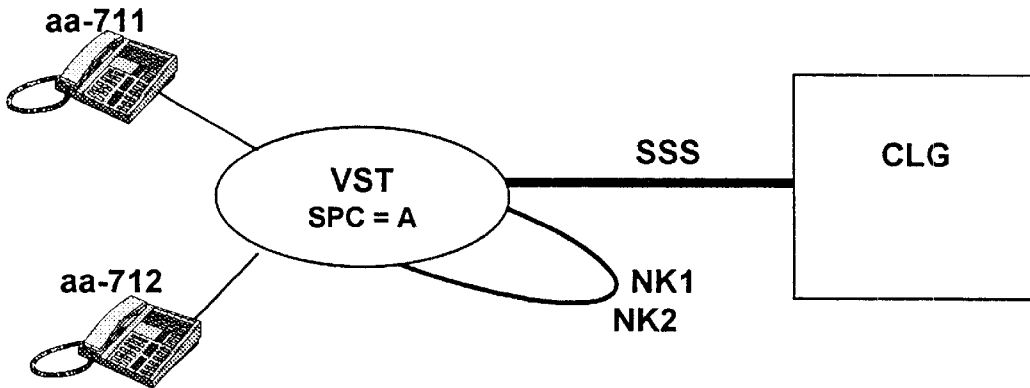 aa-711
SSS
CLG
VST
SPC = A
aa-712
NK1
NK2